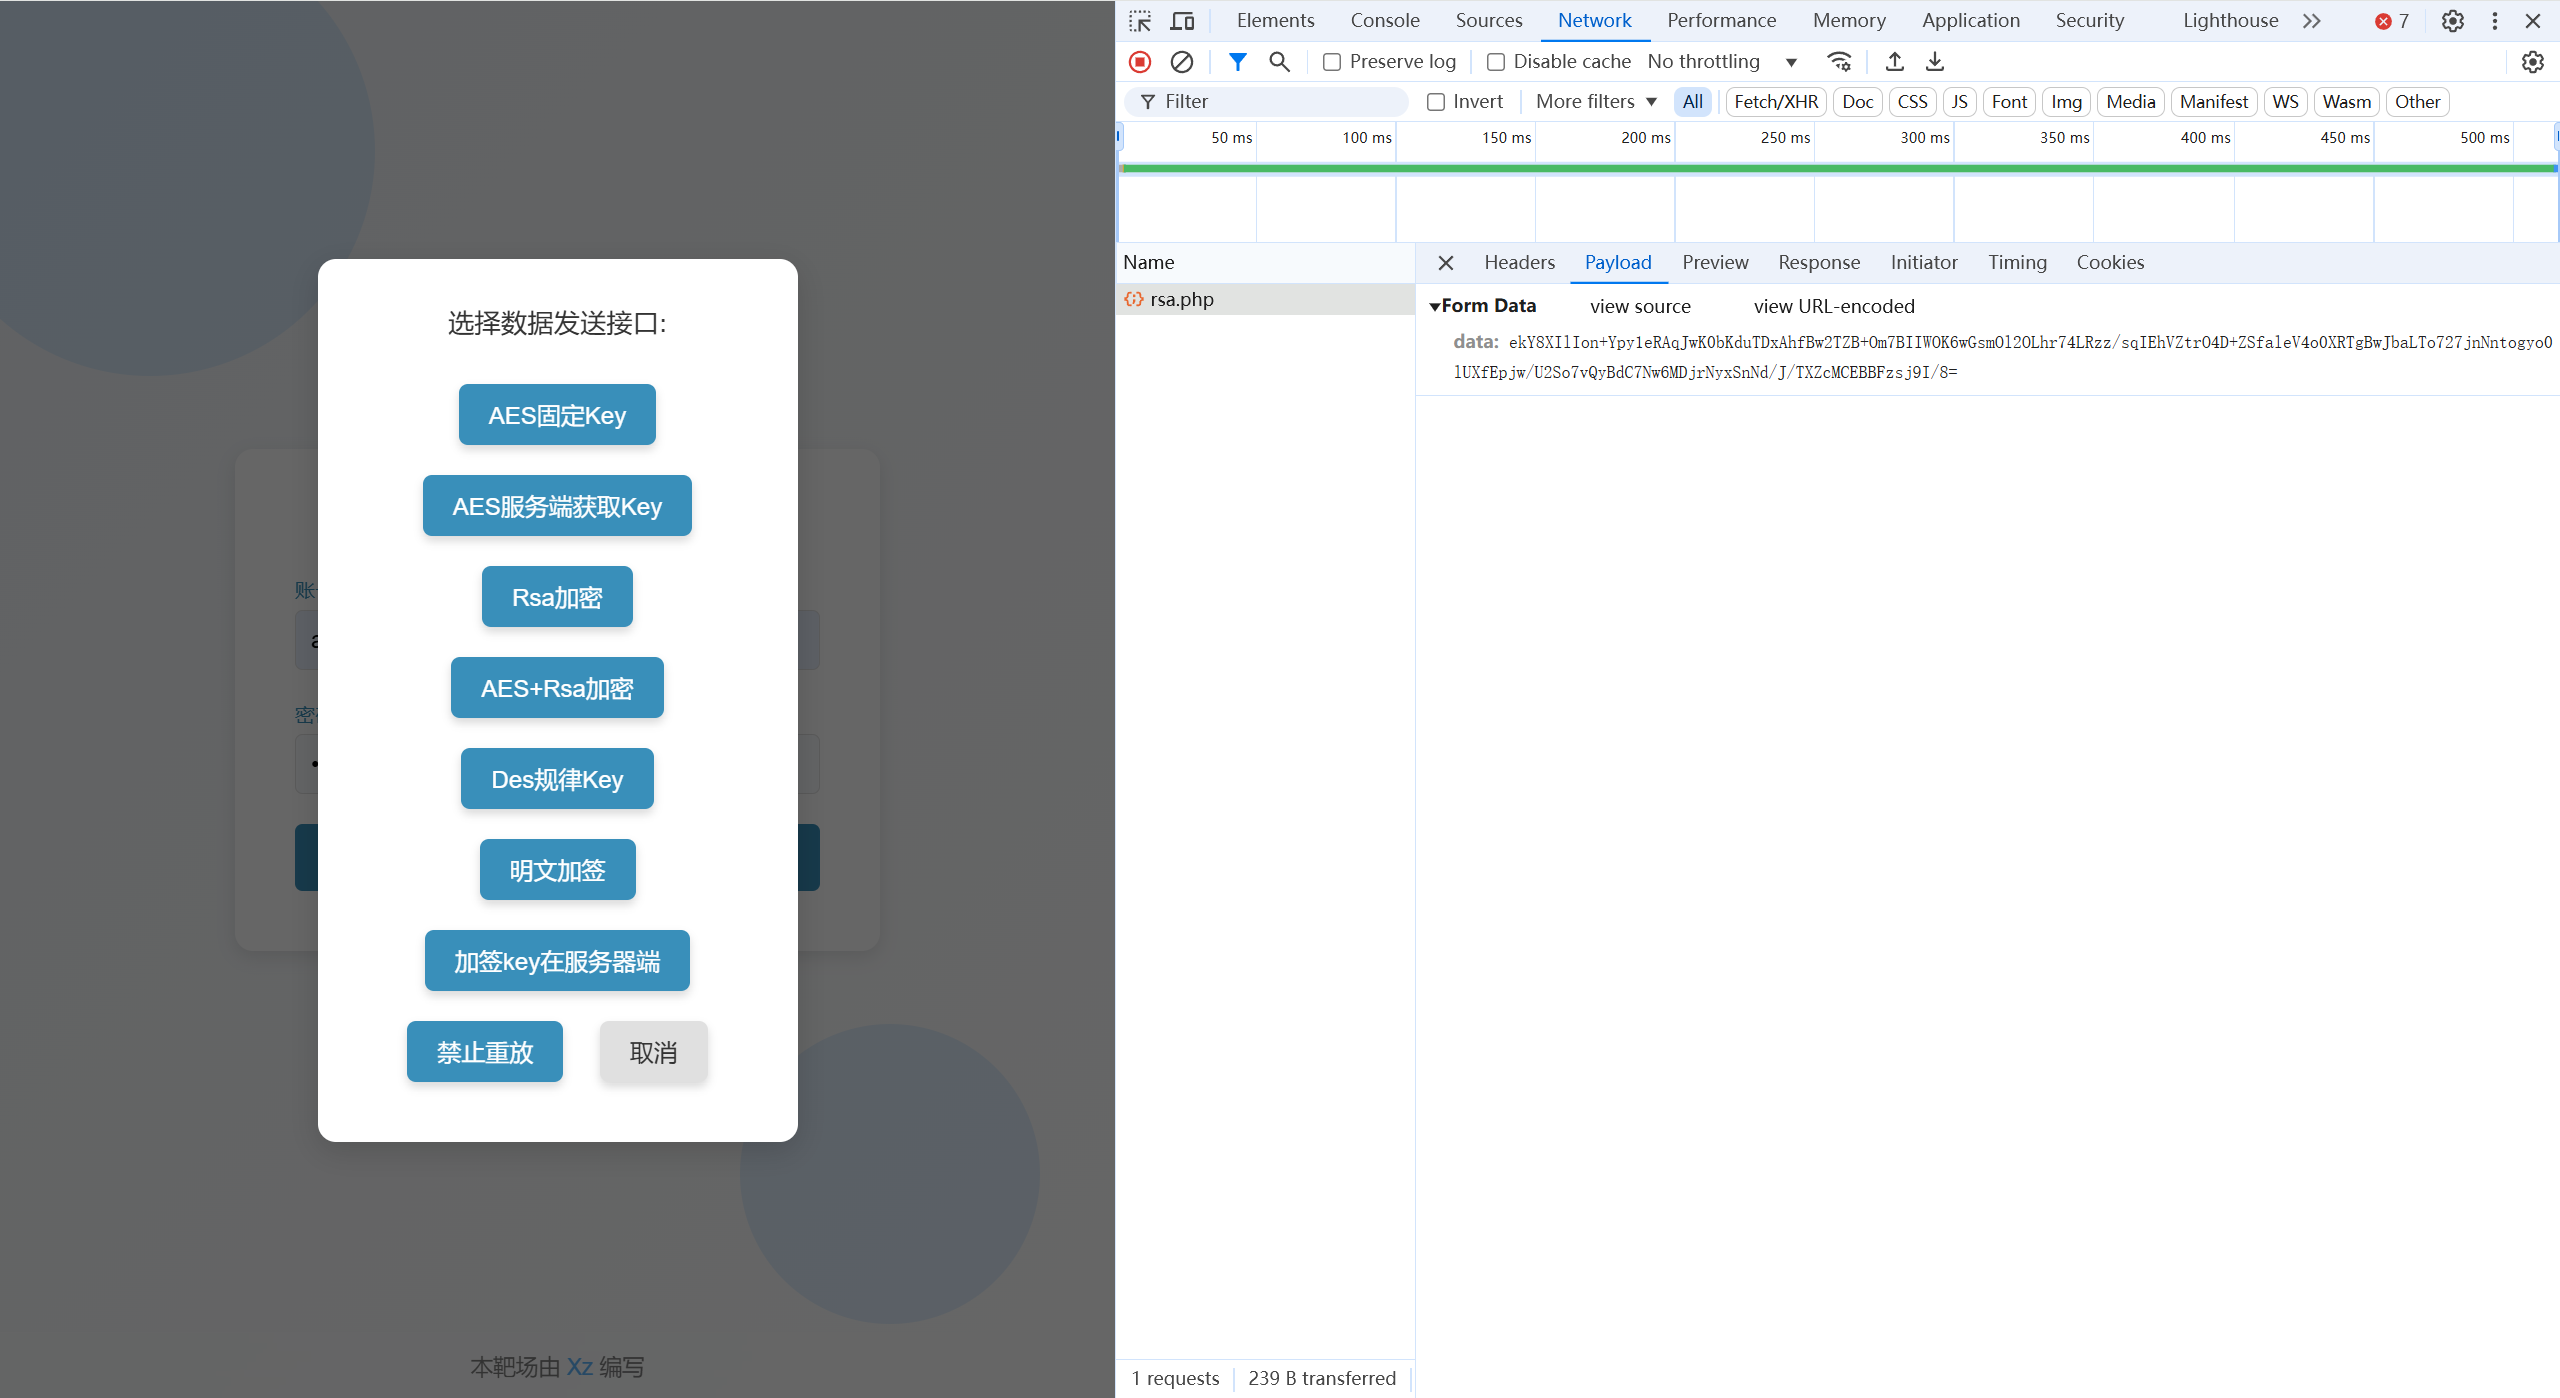 选择数据发送接口:
AES固定Key
AES服务端获取Key
Rsa加密
AES+Rsa加密
Des规律Key
明文加签
加签key在服务器端
禁止重放 取消
本靶场由 Xz 编写
Elements Console Sources Network Performance Memory Application Security Lighthouse 7
Preserve log Disable cache No throttling
Filter Invert More filters All Fetch/XHR Doc CSS JS Font Img Media Manifest WS Wasm Other
50 ms 100 ms 150 ms 200 ms 250 ms 300 ms 350 ms 400 ms 450 ms 500 ms
Name
rsa.php
Headers Payload Preview Response Initiator Timing Cookies
Form Data view source view URL-encoded
data: ekY8XIlIon+Ypy1eRAqJwK0bKduTDxAhfBw2TZB+Om7BIIWOK6wGsmOl2OLhr74LRzz/sqIEhVZtrO4D+ZSfaleV4o0XRTgBwJbaLTo727jnNntogyo0
lUXfEpjw/U2So7vQyBdC7Nw6MDjrNyxSnNd/J/TXZcMCEBBFzsj9I/8=
1 requests 239 B transferred